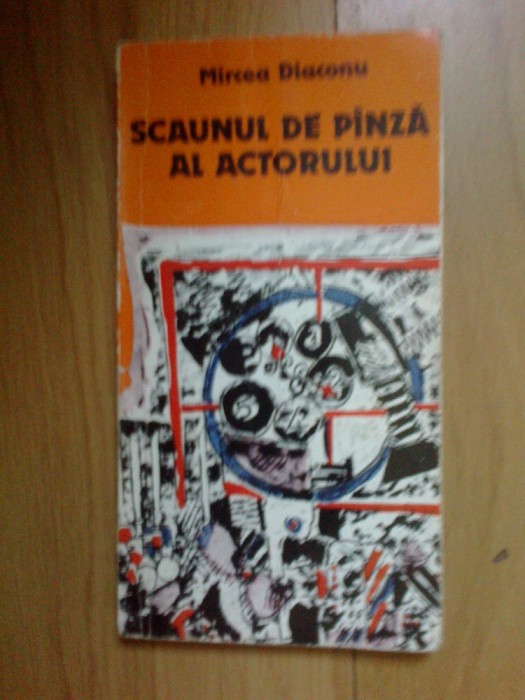 Mircea Diaconu
SCAUNUL DE PÎNZĂ
AL ACTORULUI